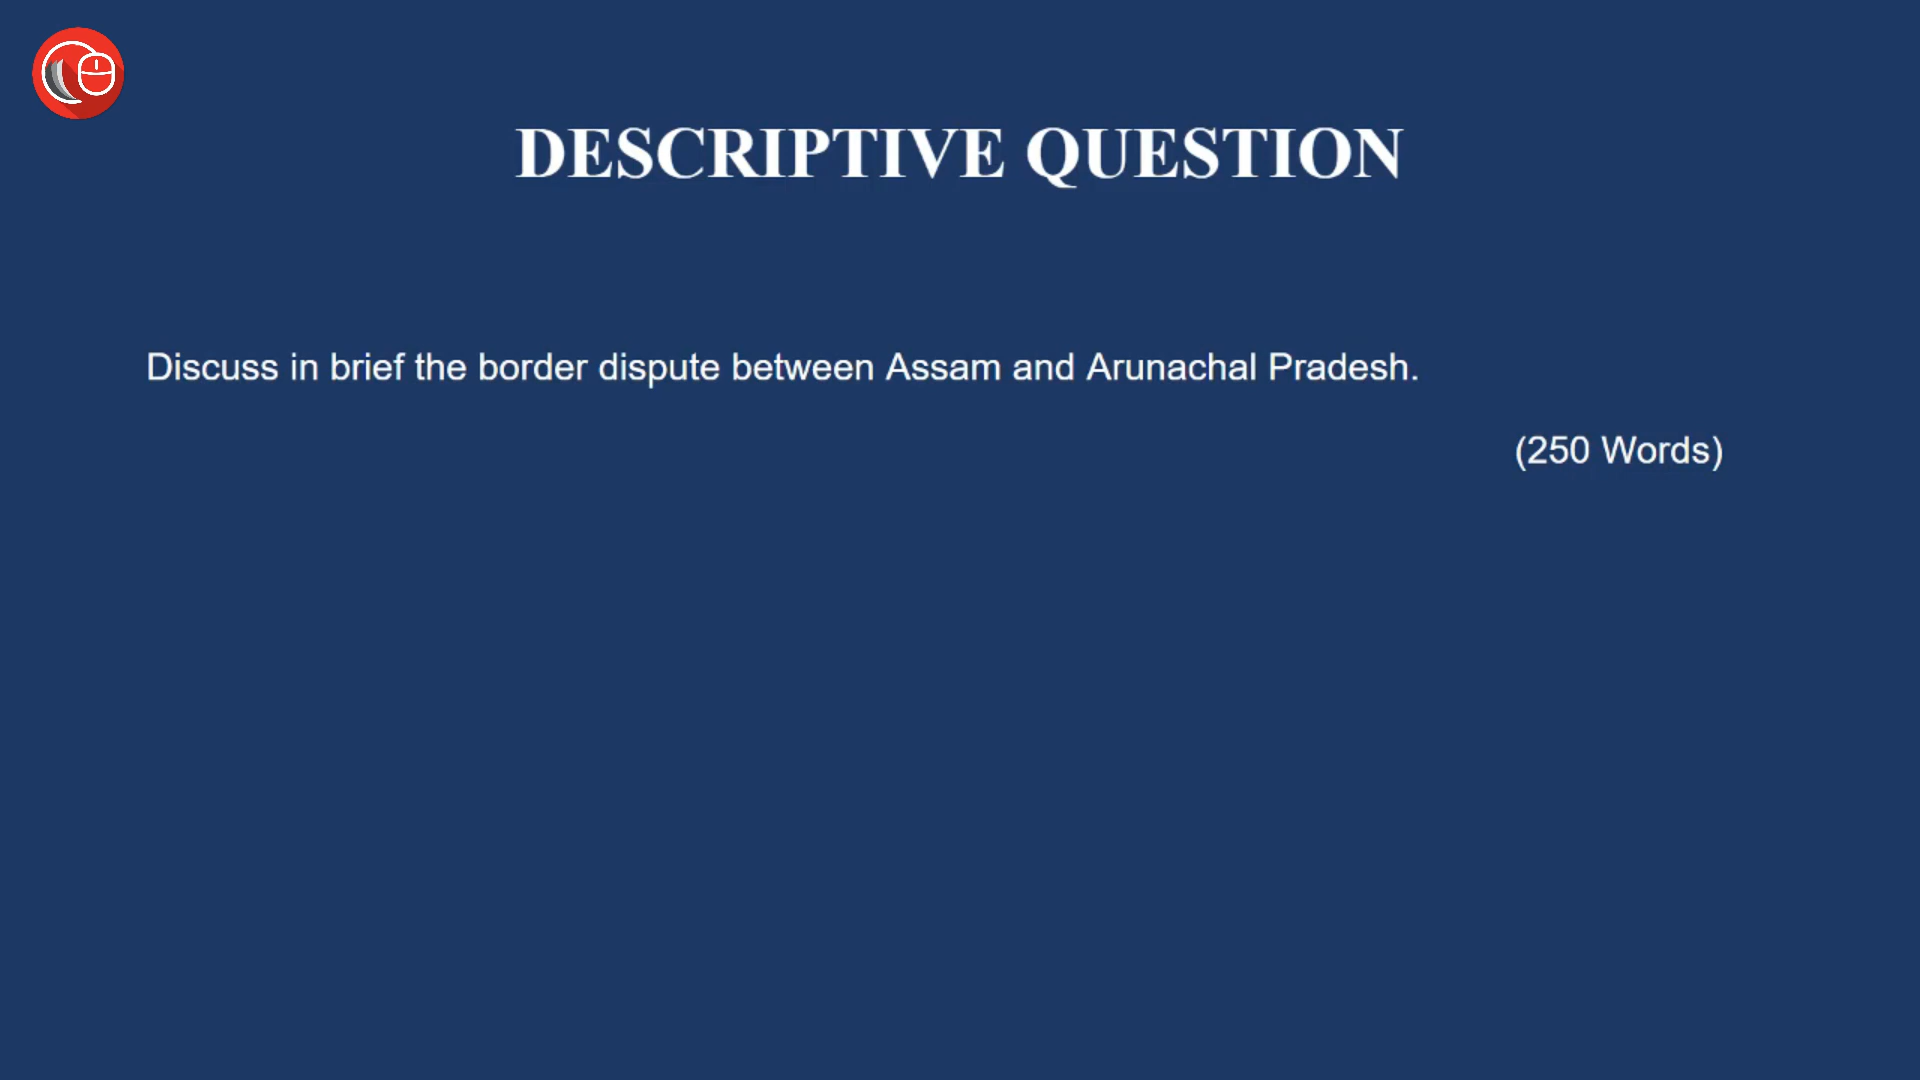 DESCRIPTIVE QUESTION
Discuss in brief the border dispute between Assam and Arunachal Pradesh.
(250 Words)